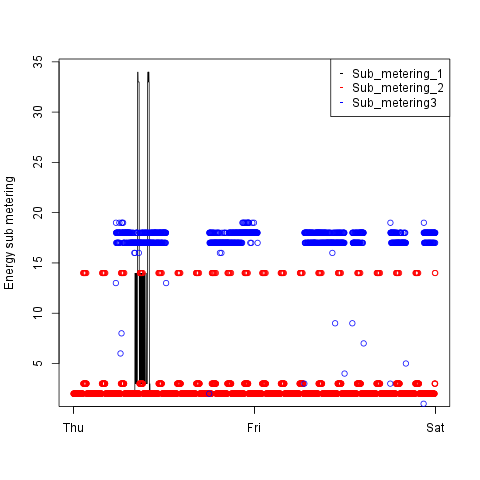 35
30
25
20
15
10
5
Energy sub metering
Sub_metering_1
Sub_metering_2
Sub_metering3
Thu Fri Sat